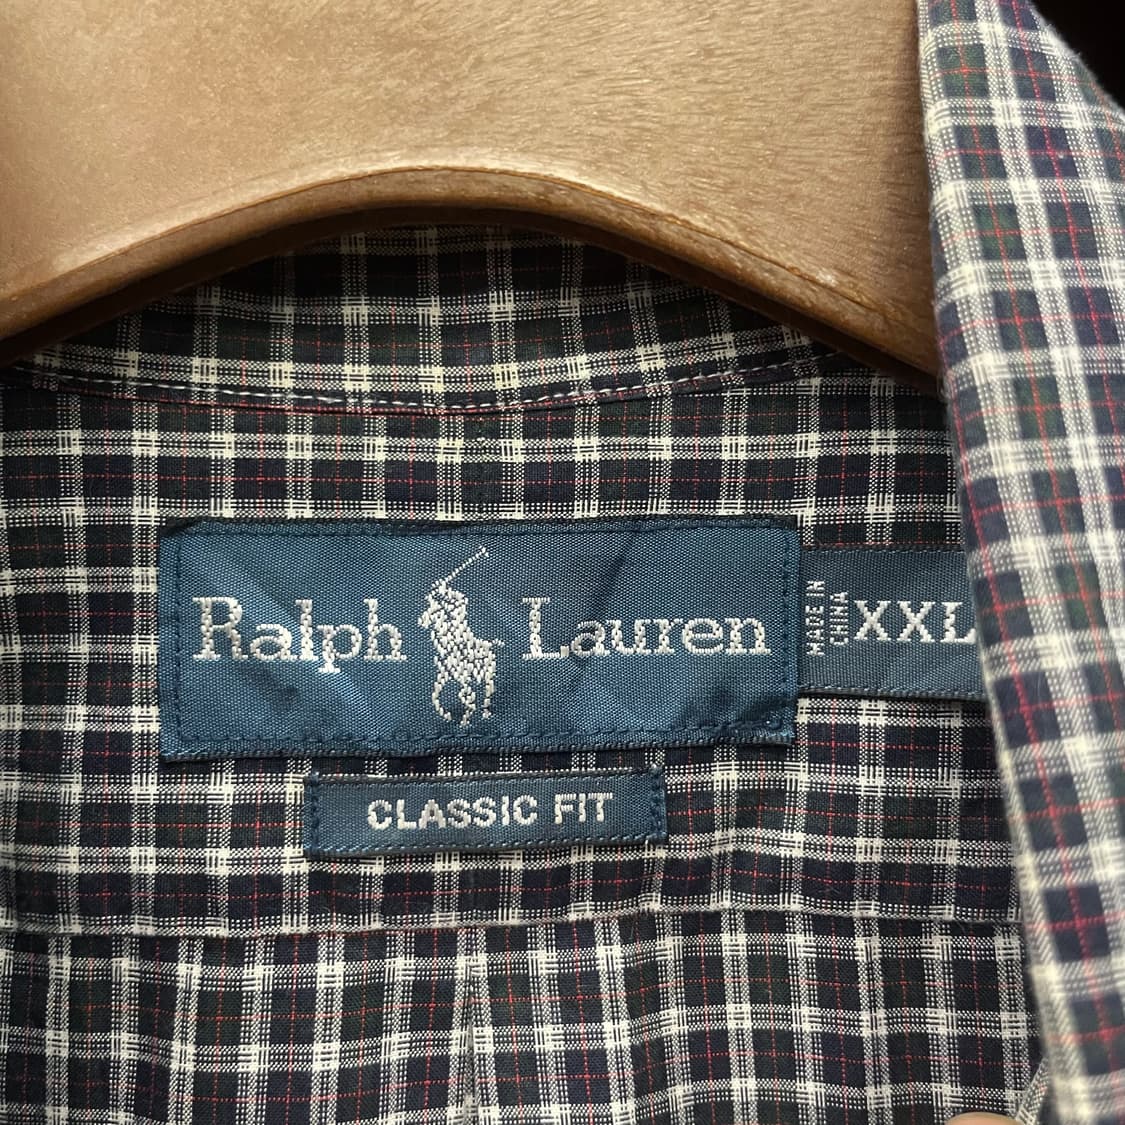 Ralph Lauren
MADE IN
CHINA
XXL
CLASSIC FIT